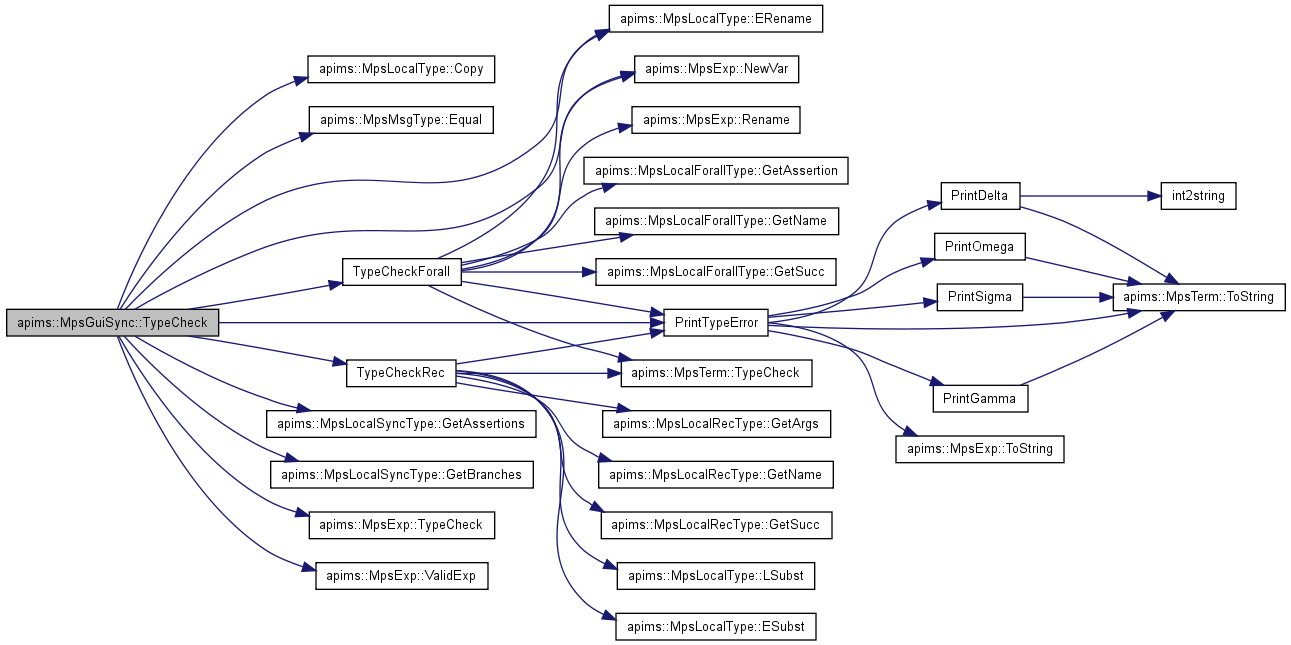 apims::MpsLocalType::ERename
apims::MpsLocalType::Copy
apims::MpsExp::NewVar
apims::MpsMsgType::Equal
apims::MpsExp::Rename
apims::MpsLocalForallType::GetAssertion
PrintDelta
int2string
apims::MpsLocalForallType::GetName
PrintOmega
TypeCheckForall
apims::MpsLocalForallType::GetSucc
PrintSigma
apims::MpsTerm::ToString
apims::MpsGuiSync::TypeCheck
PrintTypeError
TypeCheckRec
apims::MpsTerm::TypeCheck
PrintGamma
apims::MpsLocalSyncType::GetAssertions
apims::MpsLocalRecType::GetArgs
apims::MpsExp::ToString
apims::MpsLocalSyncType::GetBranches
apims::MpsLocalRecType::GetName
apims::MpsExp::TypeCheck
apims::MpsLocalRecType::GetSucc
apims::MpsExp::ValidExp
apims::MpsLocalType::LSubst
apims::MpsLocalType::ESubst